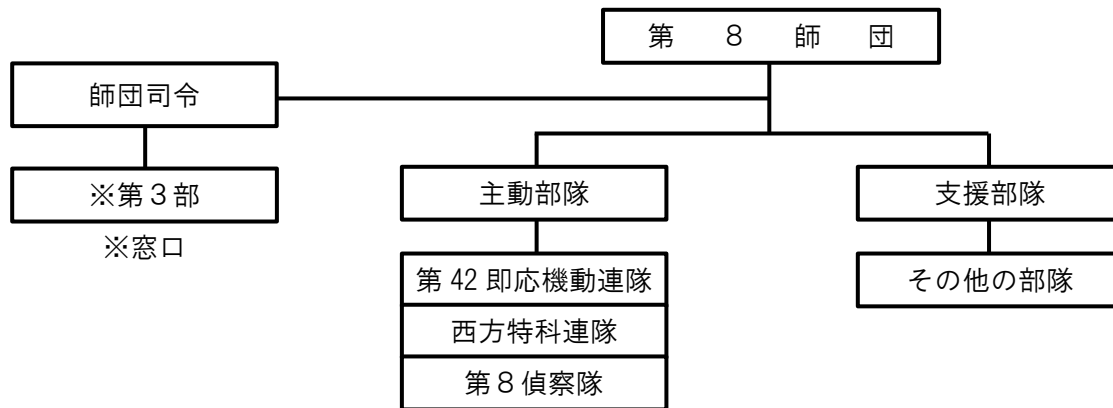 第　８　師　団
師団司令
※第３部
※窓口
主動部隊
第 42 即応機動連隊
西方特科連隊
第８偵察隊
支援部隊
その他の部隊